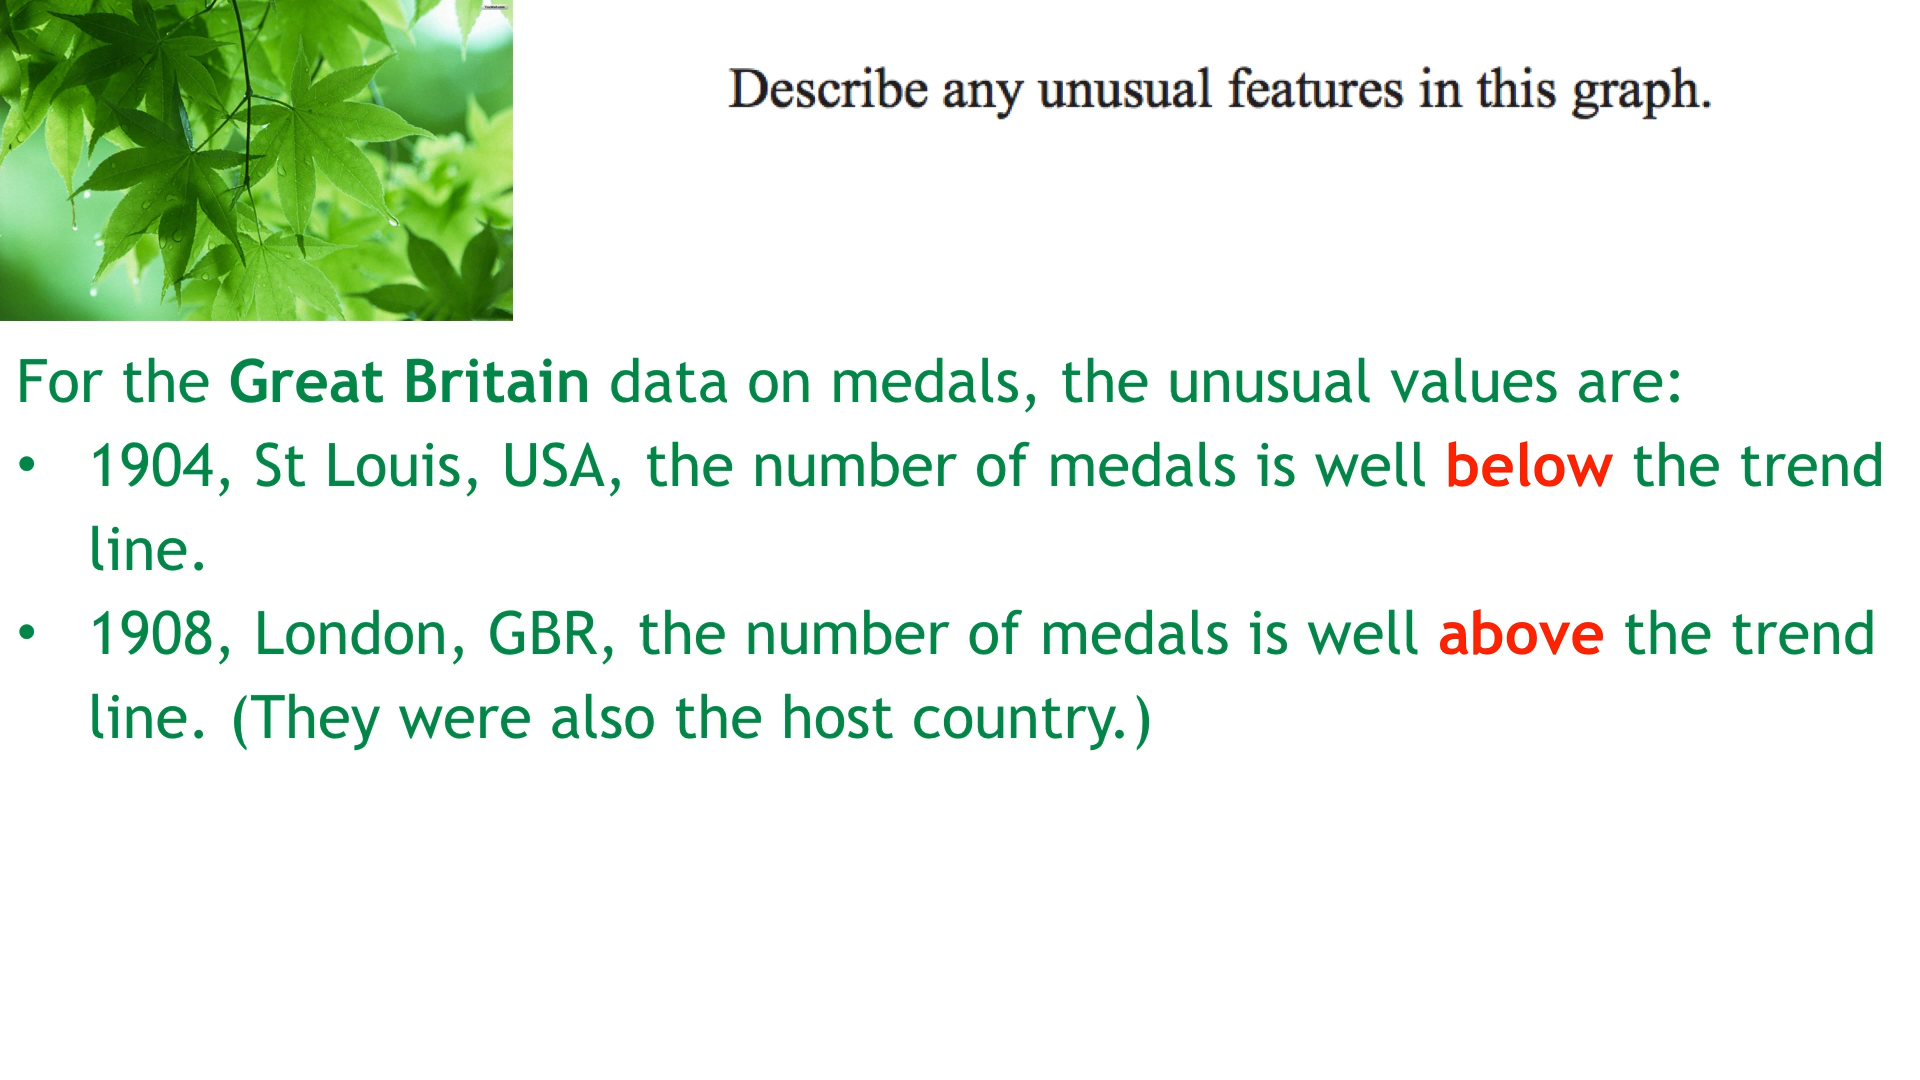 Describe any unusual features in this graph.
For the Great Britain data on medals, the unusual values are:
• 1904, St Louis, USA, the number of medals is well below the trend
line.
• 1908, London, GBR, the number of medals is well above the trend
line. (They were also the host country.)